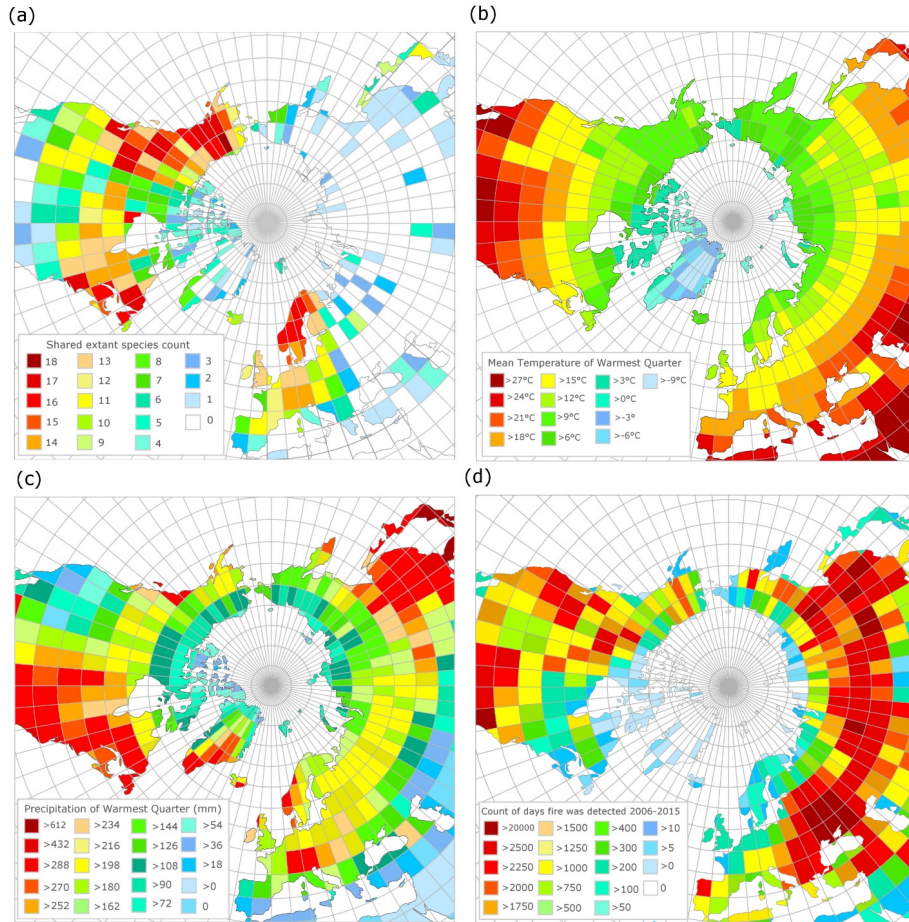 (a)
(b)
Shared extant species count
18 13 8 3
17 12 7 2
16 11 6 1
15 10 5 0
14 9 4
Mean Temperature of Warmest Quarter
>27°C >15°C >3°C >-9°C
>24°C >12°C >0°C
>21°C >9°C >-3°
>18°C >6°C >-6°C
(c)
(d)
Precipitation of Warmest Quarter (mm)
>612 >234 >144 >54
>432 >216 >126 >36
>288 >198 >108 >18
>270 >180 90 >0
>252 >162 >72 0
Count of days fire was detected 2006-2015
>20000 >1500 >400 >10
>2500 >1250 >300 >5
>2250 >1000 >200 >0
>2000 >750 >100 0
>1750 >500 >50